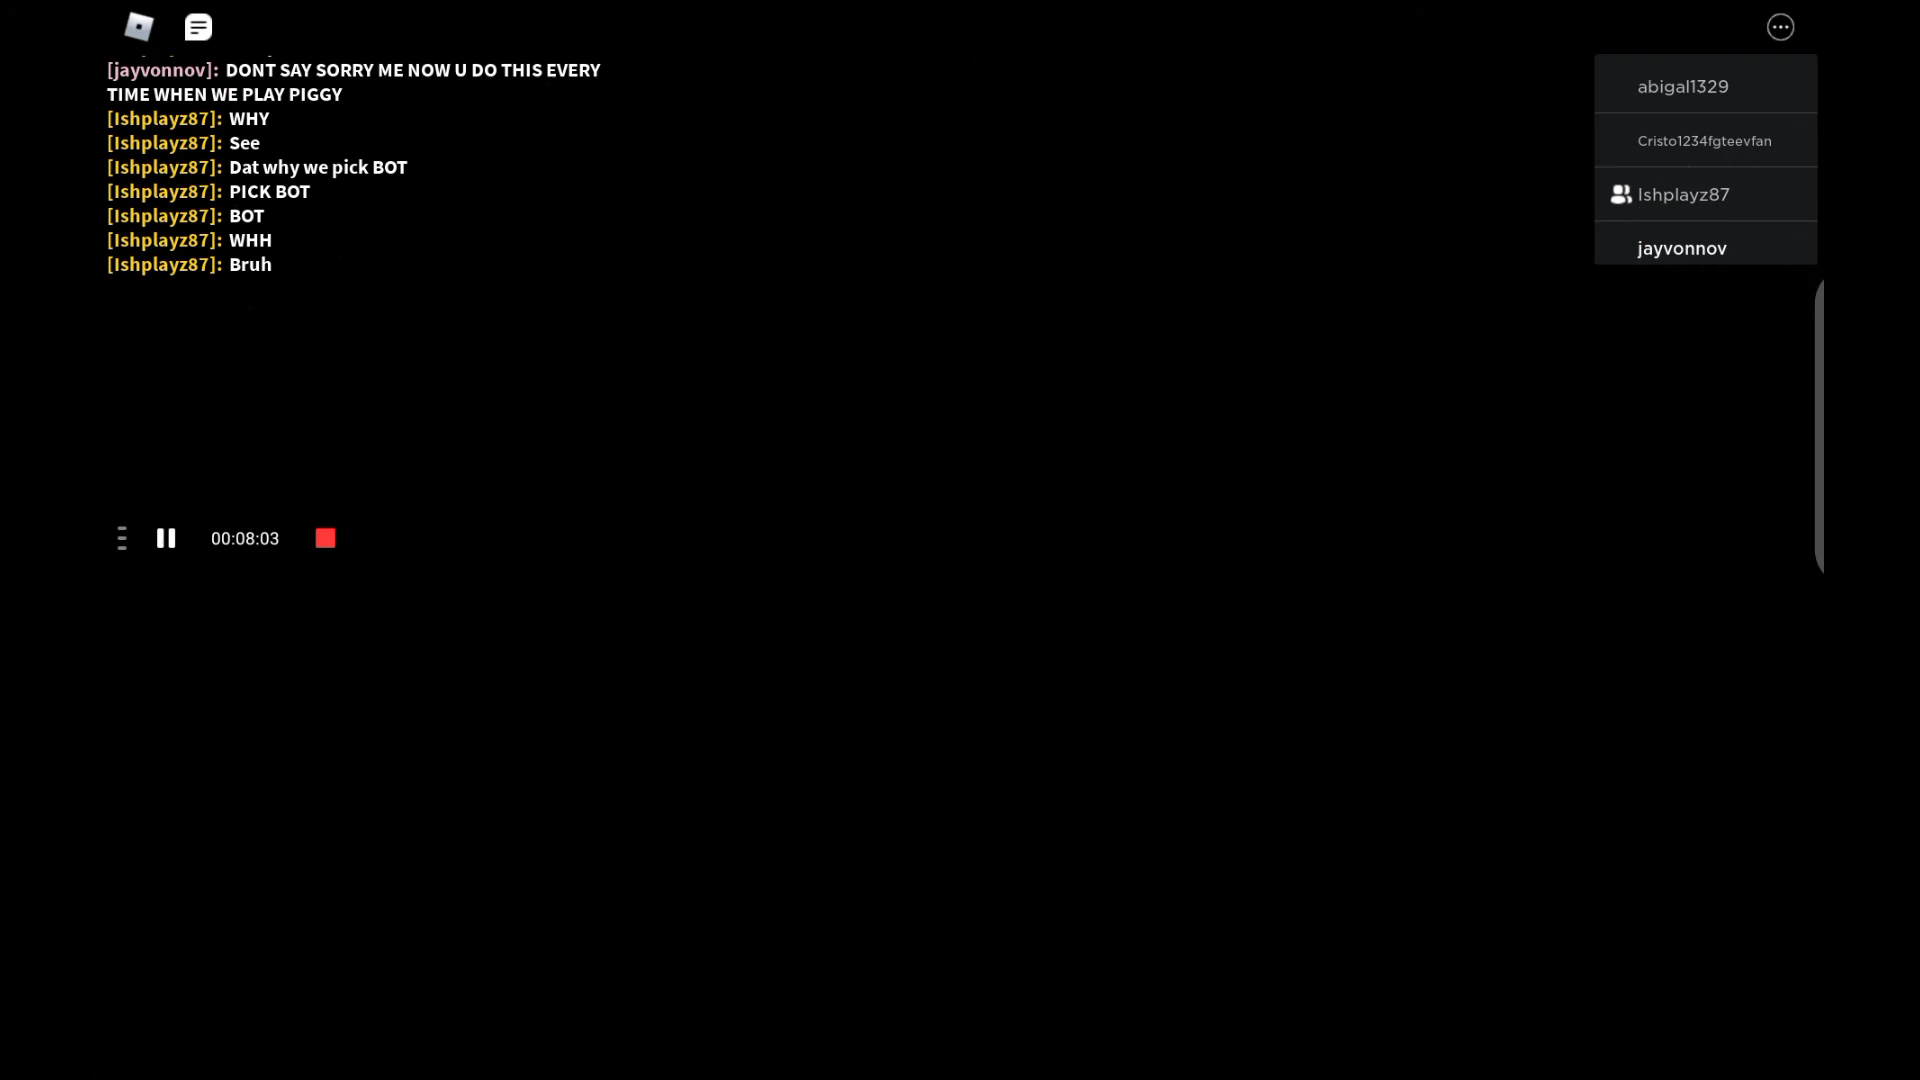 [jayvonnov]: DONT SAY SORRY ME NOW U DO THIS EVERY
TIME WHEN WE PLAY PIGGY
[Ishplayz87]: WHY
[Ishplayz87]: See
[Ishplayz87]: Dat why we pick BOT
[Ishplayz87]: PICK BOT
[Ishplayz87]: BOT
[Ishplayz87]: WHH
[Ishplayz87]: Bruh
abigal1329
Cristo1234fgteevfan
Ishplayz87
jayvonnov
00:08:03